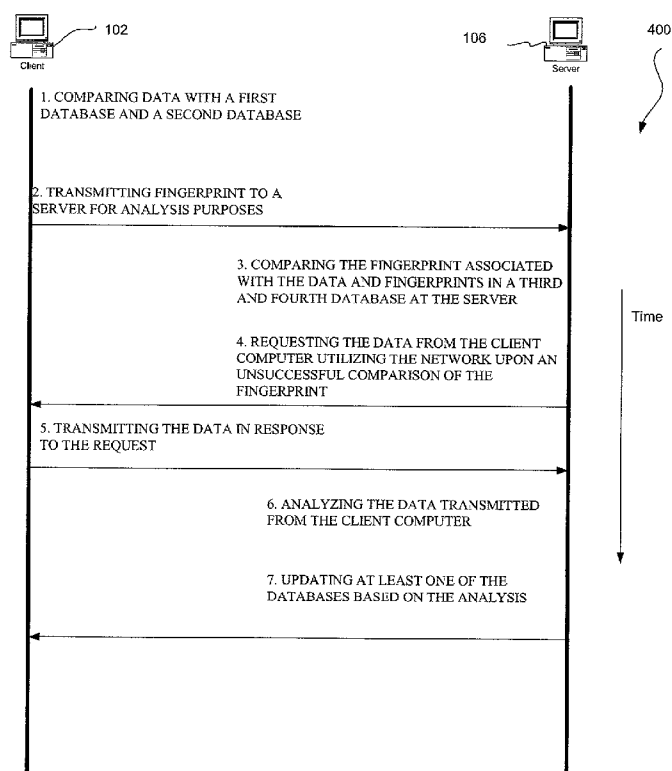 102
106
400
Client
Server
1. COMPARING DATA WITH A FIRST
DATABASE AND A SECOND DATABASE
2. TRANSMITTING FINGERPRINT TO A
SERVER FOR ANALYSIS PURPOSES
3. COMPARING THE FINGERPRINT ASSOCIATED
WITH THE DATA AND FINGERPRINTS IN A THIRD
AND FOURTH DATABASE AT THE SERVER
Time
4. REQUESTING THE DATA FROM THE CLIENT
COMPUTER UTILIZING THE NETWORK UPON AN
UNSUCCESSFUL COMPARISON OF THE
FINGERPRINT
5. TRANSMITTING THE DATA IN RESPONSE
TO THE REQUEST
6. ANALYZING THE DATA TRANSMITTED
FROM THE CLIENT COMPUTER
7. UPDATING AT LEAST ONE OF THE
DATABASES BASED ON THE ANALYSIS